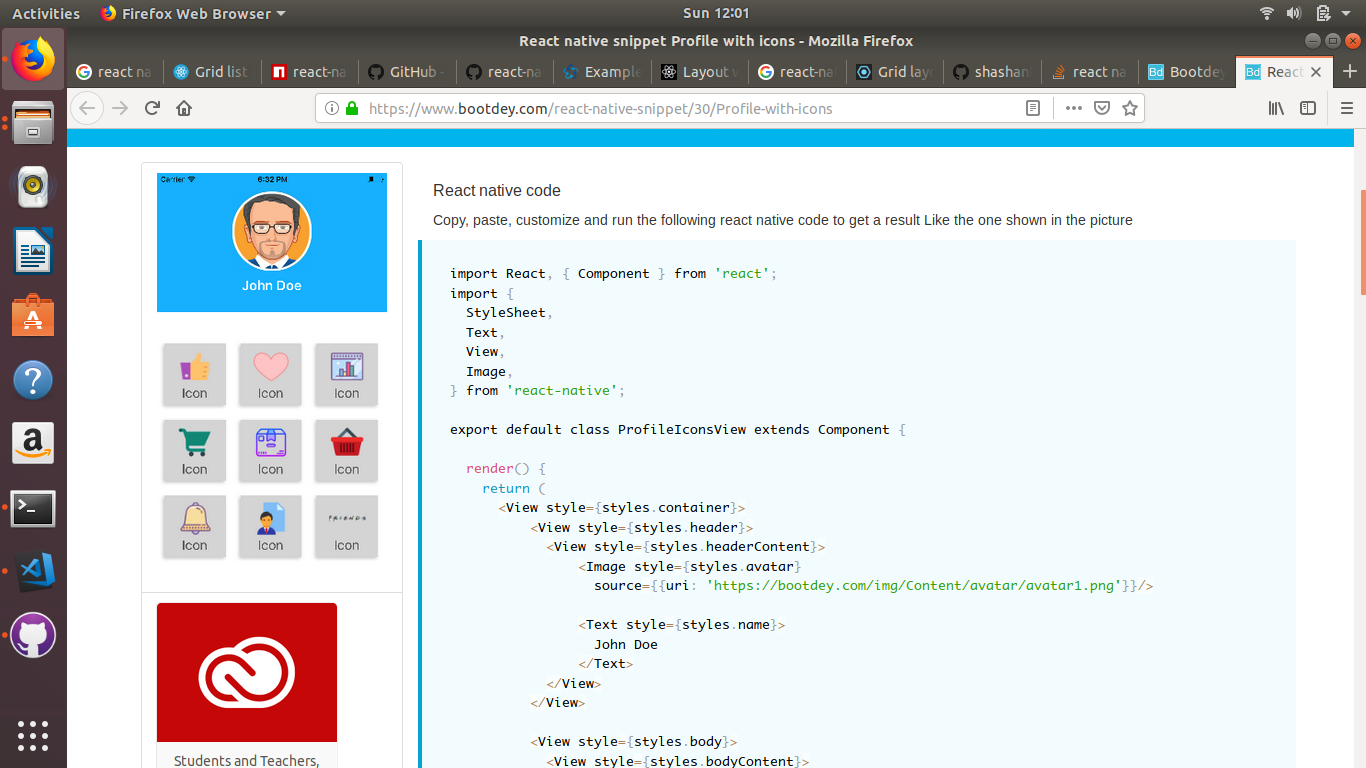 Activities Firefox Web Browser Sun 12:01
React native snippet Profile with icons - Mozilla Firefox
react na Grid list react-na GitHub - react-na Example Layout w react-na Grid layo shashan react na Bootdey React
https://www.bootdey.com/react-native-snippet/30/Profile-with-icons
Carrier 6:32 PM
John Doe
Icon Icon Icon
Icon Icon Icon
FRIENDS
Icon Icon Icon
Students and Teachers,
React native code
Copy, paste, customize and run the following react native code to get a result Like the one shown in the picture
import React, { Component } from 'react';
import {
StyleSheet,
Text,
View,
Image,
} from 'react-native';
export default class ProfileIconsView extends Component {
render() {
return (
<View style={styles.container}>
<View style={styles.header}>
<View style={styles.headerContent}>
<Image style={styles.avatar}
source={{uri: 'https://bootdey.com/img/Content/avatar/avatar1.png'}}/>
<Text style={styles.name}>
John Doe
</Text>
</View>
</View>
<View style={styles.body}>
<View style={styles.bodyContent}>